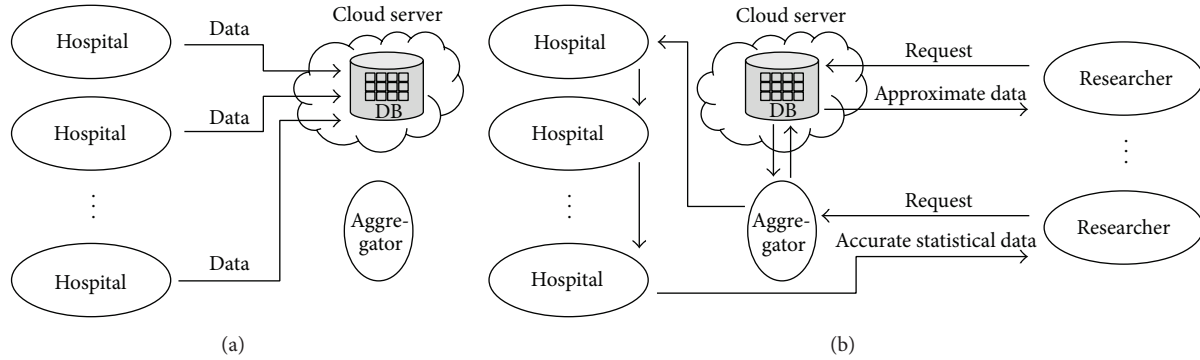 Hospital
Data
Cloud server
DB
Hospital
Data
⋮
Aggre-
gator
Hospital
Data
(a)
Hospital
Cloud server
DB
Request
Researcher
Approximate data
Hospital
⋮
⋮
Aggre-
gator
Request
Researcher
Accurate statistical data
Hospital
(b)